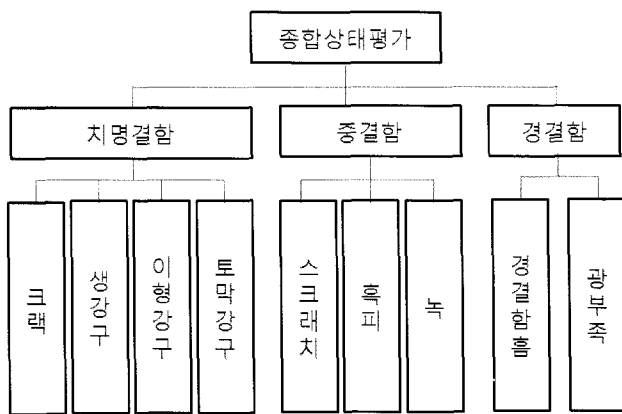 종합상태평가
치명결함
중결함
경결함
크랙
생강구
이형강구
토막강구
스크래치
흑피
녹
경결함흠
광부족